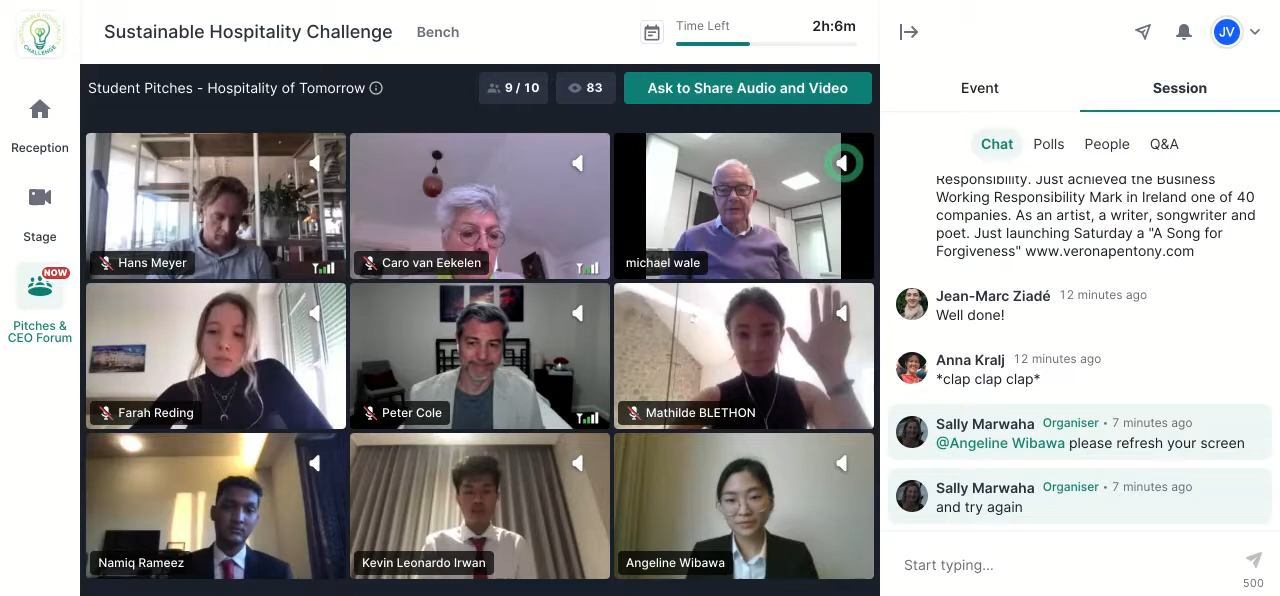 SUSTAINABLE HOSPITALITY
CHALLENGE
Sustainable Hospitality Challenge
Bench
Time Left
2h:6m
JV
Student Pitches - Hospitality of Tomorrow
9 / 10
83
Ask to Share Audio and Video
Event
Session
Reception
Stage
NOW
Pitches &
CEO Forum
Chat
Polls
People
Q&A
Hans Meyer
Caro van Eekelen
michael wale
Farah Reding
Peter Cole
Mathilde BLETHON
Namiq Rameez
Kevin Leonardo Irwan
Angeline Wibawa
Responsibility. Just achieved the Business
Working Responsibility Mark in Ireland one of 40
companies. As an artist, a writer, songwriter and
poet. Just launching Saturday a "A Song for
Forgiveness" www.veronapentony.com
Jean-Marc Ziadé 12 minutes ago
Well done!
Anna Kralj 12 minutes ago
*clap clap clap*
Sally Marwaha Organiser • 7 minutes ago
@Angeline Wibawa please refresh your screen
Sally Marwaha Organiser • 7 minutes ago
and try again
Start typing...
500